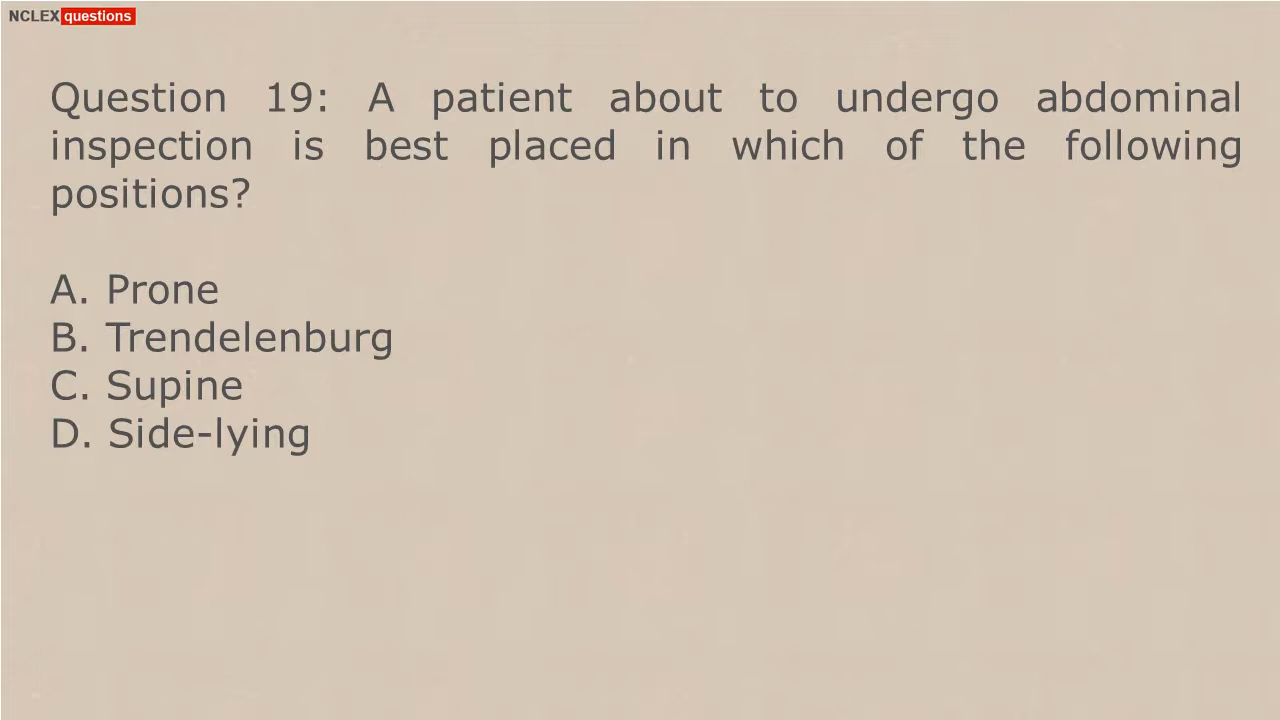 NCLEX questions
Question 19: A patient about to undergo abdominal
inspection is best placed in which of the following
positions?
A. Prone
B. Trendelenburg
C. Supine
D. Side-lying